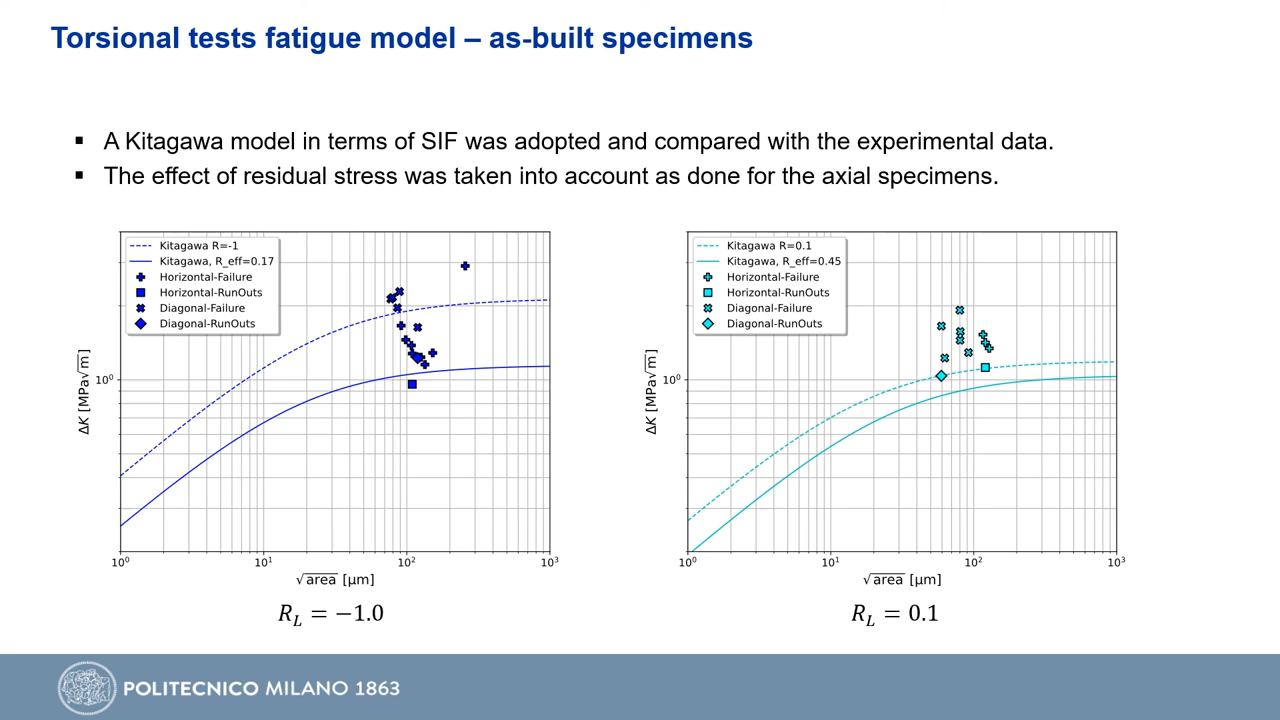 Torsional tests fatigue model – as-built specimens
▪ A Kitagawa model in terms of SIF was adopted and compared with the experimental data.
▪ The effect of residual stress was taken into account as done for the axial specimens.
Kitagawa R=-1
Kitagawa, R_eff=0.17
Horizontal-Failure
Horizontal-RunOuts
Diagonal-Failure
Diagonal-RunOuts
ΔK [MPa√m]
10⁰
10⁰ 10¹ 10² 10³
√area [μm]
R_L = −1.0
Kitagawa R=0.1
Kitagawa, R_eff=0.45
Horizontal-Failure
Horizontal-RunOuts
Diagonal-Failure
Diagonal-RunOuts
ΔK [MPa√m]
10⁰
10⁰ 10¹ 10² 10³
√area [μm]
R_L = 0.1
POLITECNICO MILANO 1863